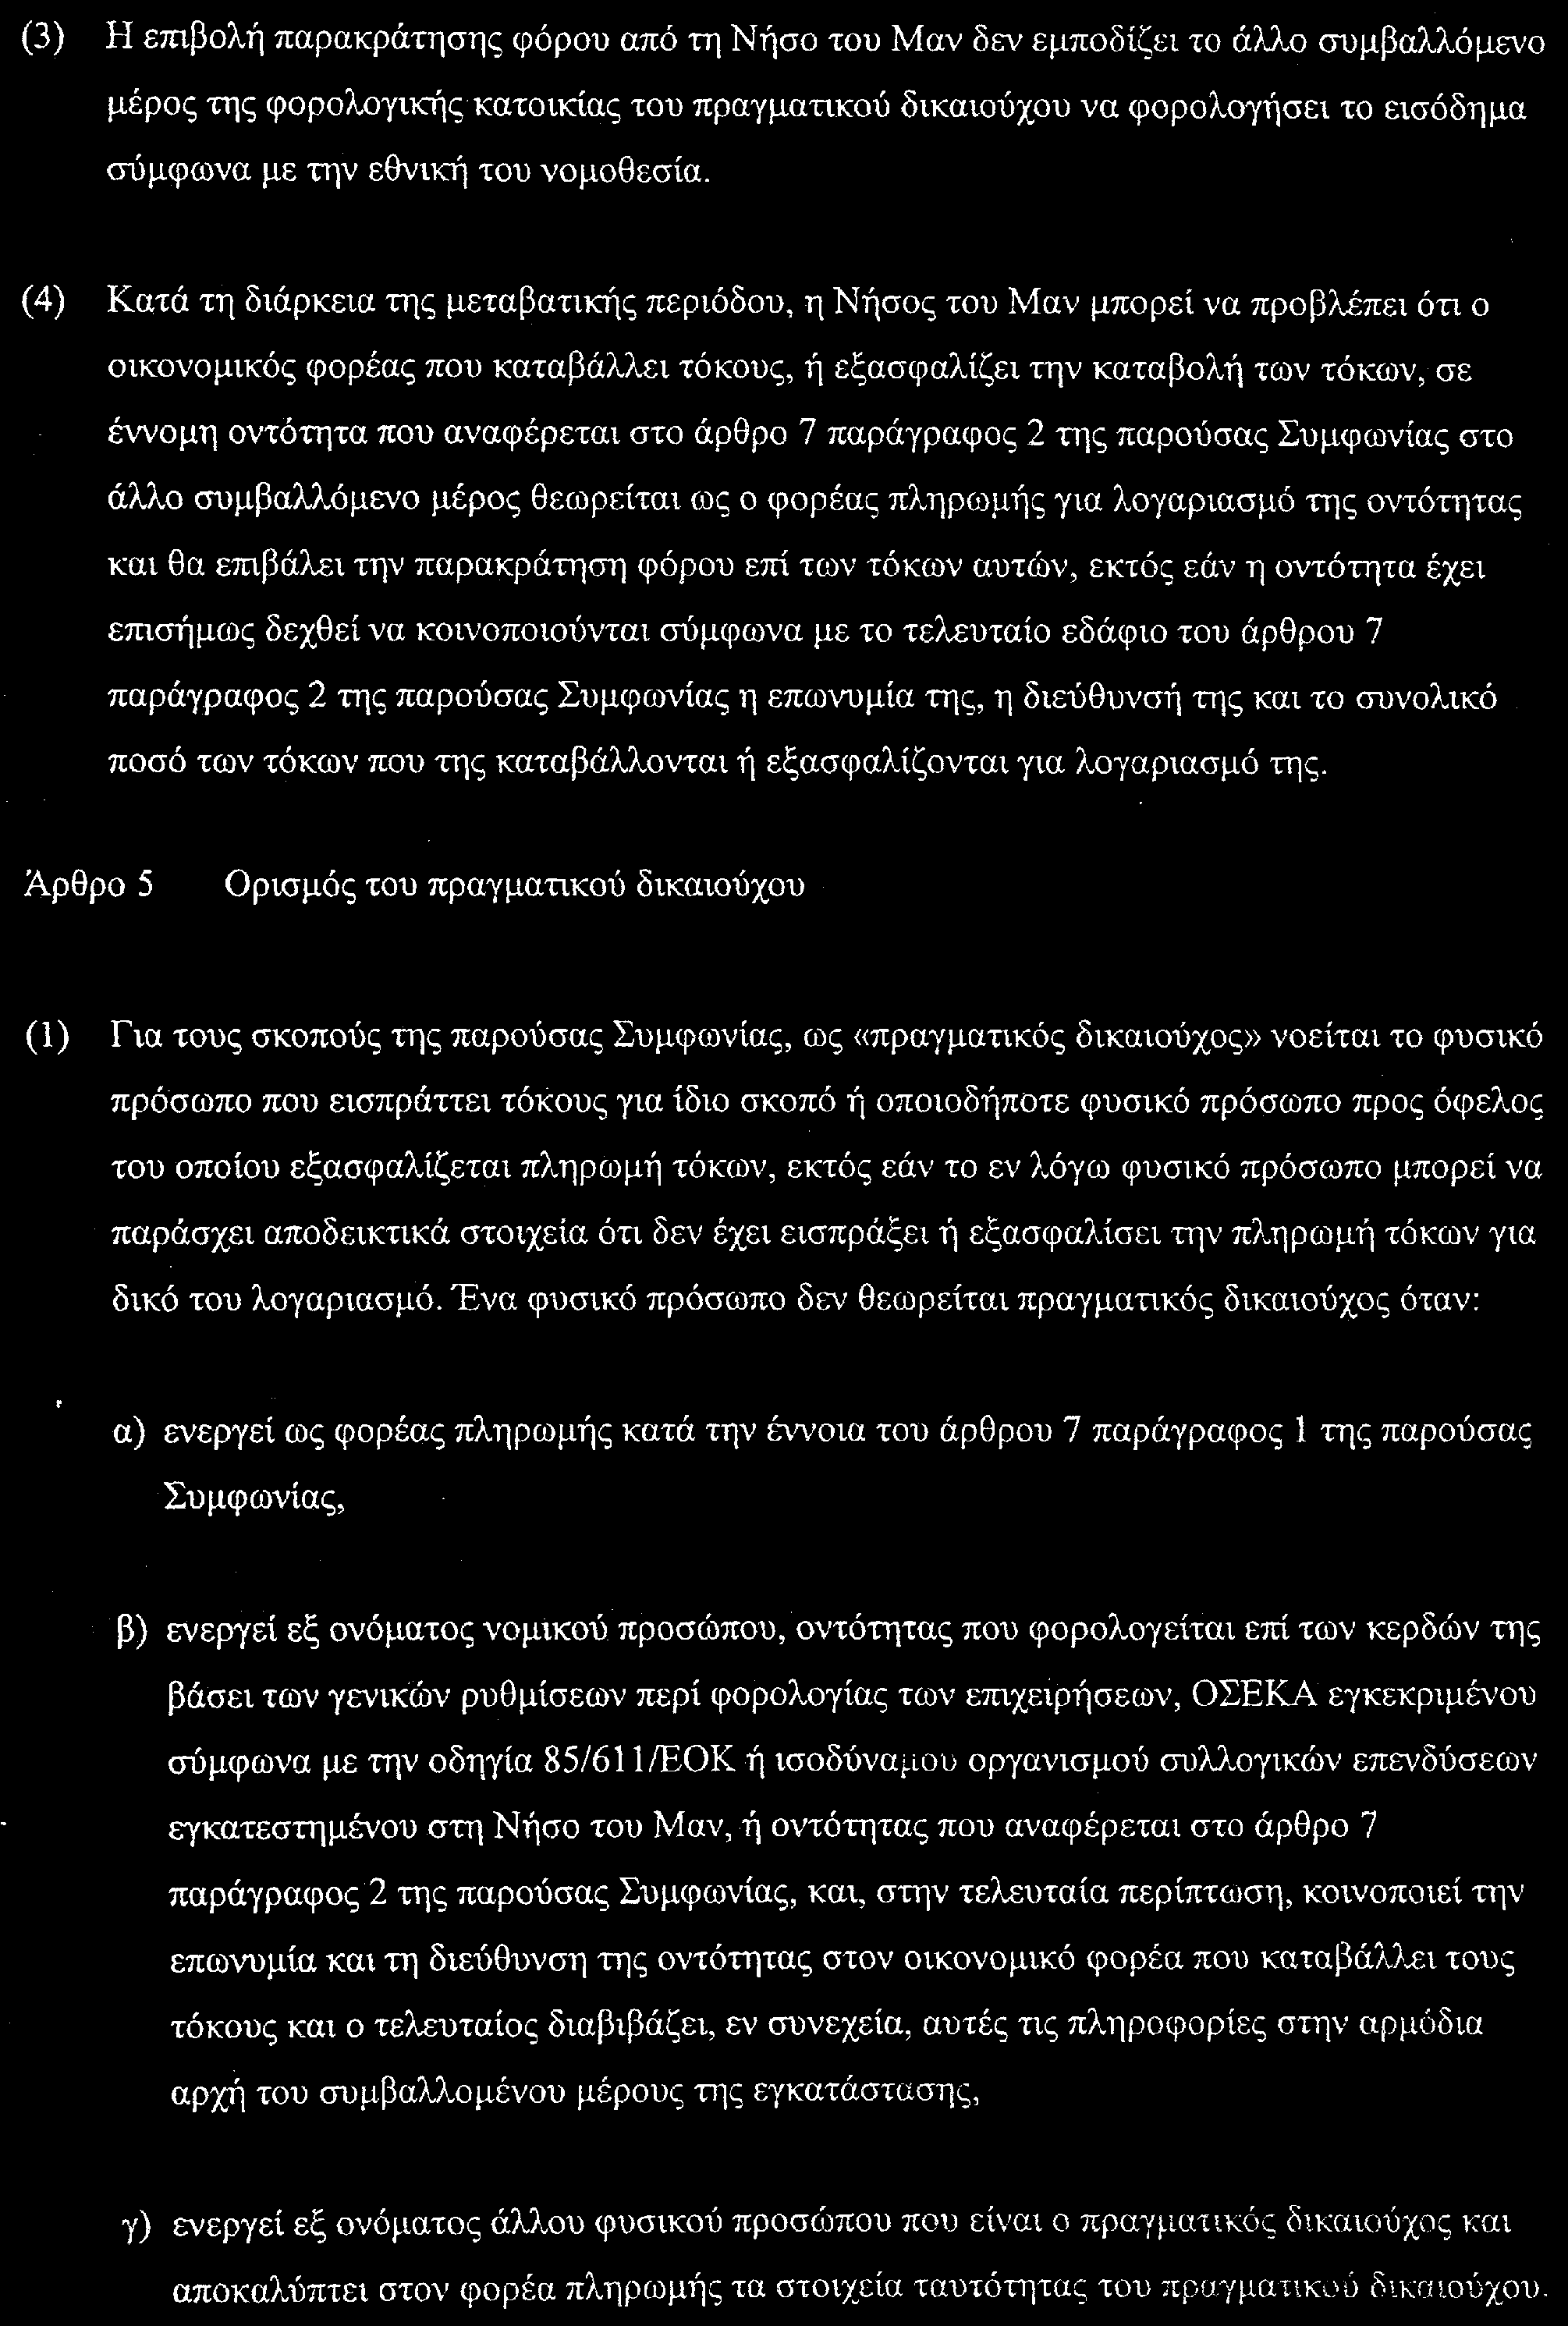 (3) Η επιβολή παρακράτησης φόρου από τη Νήσο του Μαν δεν εμποδίζει το άλλο συμβαλλόμενο
μέρος της φορολογικής κατοικίας του πραγματικού δικαιούχου να φορολογήσει το εισόδημα
σύμφωνα με την εθνική του νομοθεσία.
(4) Κατά τη διάρκεια της μεταβατικής περιόδου, η Νήσος του Μαν μπορεί να προβλέπει ότι ο
οικονομικός φορέας που καταβάλλει τόκους, ή εξασφαλίζει την καταβολή των τόκων, σε
έννομη οντότητα που αναφέρεται στο άρθρο 7 παράγραφος 2 της παρούσας Συμφωνίας στο
άλλο συμβαλλόμενο μέρος θεωρείται ως ο φορέας πληρωμής για λογαριασμό της οντότητας
και θα επιβάλει την παρακράτηση φόρου επί των τόκων αυτών, εκτός εάν η οντότητα έχει
επισήμως δεχθεί να κοινοποιούνται σύμφωνα με το τελευταίο εδάφιο του άρθρου 7
παράγραφος 2 της παρούσας Συμφωνίας η επωνυμία της, η διεύθυνσή της και το συνολικό
ποσό των τόκων που της καταβάλλονται ή εξασφαλίζονται για λογαριασμό της.
Άρθρο 5 Ορισμός του πραγματικού δικαιούχου
(1) Για τους σκοπούς της παρούσας Συμφωνίας, ως «πραγματικός δικαιούχος» νοείται το φυσικό
πρόσωπο που εισπράττει τόκους για ίδιο σκοπό ή οποιοδήποτε φυσικό πρόσωπο προς όφελος
του οποίου εξασφαλίζεται πληρωμή τόκων, εκτός εάν το εν λόγω φυσικό πρόσωπο μπορεί να
παράσχει αποδεικτικά στοιχεία ότι δεν έχει εισπράξει ή εξασφαλίσει την πληρωμή τόκων για
δικό του λογαριασμό. Ένα φυσικό πρόσωπο δεν θεωρείται πραγματικός δικαιούχος όταν:
α) ενεργεί ως φορέας πληρωμής κατά την έννοια του άρθρου 7 παράγραφος 1 της παρούσας
Συμφωνίας,
β) ενεργεί εξ ονόματος νομικού προσώπου, οντότητας που φορολογείται επί των κερδών της
βάσει των γενικών ρυθμίσεων περί φορολογίας των επιχειρήσεων, ΟΣΕΚΑ εγκεκριμένου
σύμφωνα με την οδηγία 85/611/ΕΟΚ ή ισοδύναμου οργανισμού συλλογικών επενδύσεων
εγκατεστημένου στη Νήσο του Μαν, ή οντότητας που αναφέρεται στο άρθρο 7
παράγραφος 2 της παρούσας Συμφωνίας, και, στην τελευταία περίπτωση, κοινοποιεί την
επωνυμία και τη διεύθυνση της οντότητας στον οικονομικό φορέα που καταβάλλει τους
τόκους και ο τελευταίος διαβιβάζει, εν συνεχεία, αυτές τις πληροφορίες στην αρμόδια
αρχή του συμβαλλομένου μέρους της εγκατάστασης,
γ) ενεργεί εξ ονόματος άλλου φυσικού προσώπου που είναι ο πραγματικός δικαιούχος και
αποκαλύπτει στον φορέα πληρωμής τα στοιχεία ταυτότητας του πραγματικού δικαιούχου.